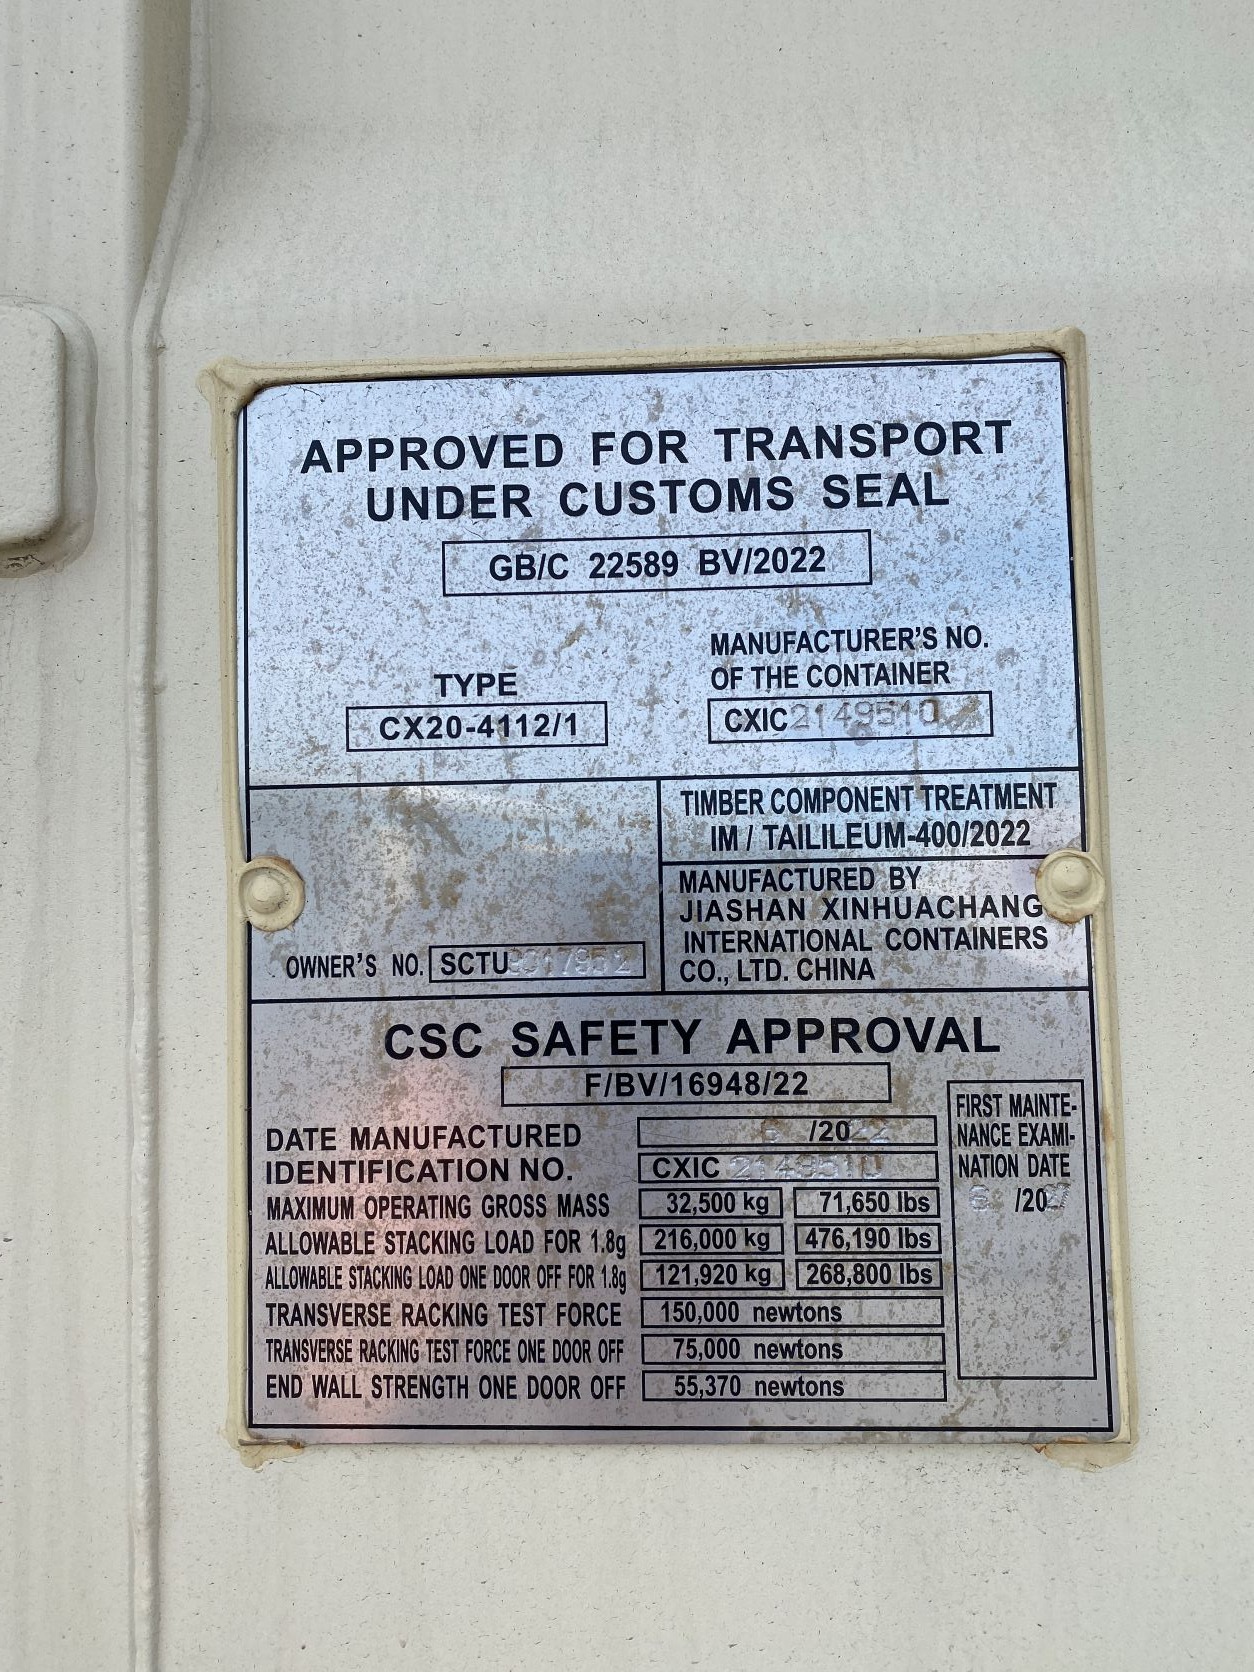 APPROVED FOR TRANSPORT
UNDER CUSTOMS SEAL
GB/C 22589 BV/2022
MANUFACTURER'S NO.
OF THE CONTAINER
TYPE
CX20-4112/1
CXIC 2149510
TIMBER COMPONENT TREATMENT
IM / TAILILEUM-400/2022
MANUFACTURED BY
JIASHAN XINHUACHANG
INTERNATIONAL CONTAINERS
CO., LTD. CHINA
OWNER'S NO. SCTU
CSC SAFETY APPROVAL
F/BV/16948/22
DATE MANUFACTURED 6 /2022
IDENTIFICATION NO. CXIC 2149510
MAXIMUM OPERATING GROSS MASS 32,500 kg 71,650 lbs
ALLOWABLE STACKING LOAD FOR 1.8g 216,000 kg 476,190 lbs
ALLOWABLE STACKING LOAD ONE DOOR OFF FOR 1.8g 121,920 kg 268,800 lbs
TRANSVERSE RACKING TEST FORCE 150,000 newtons
TRANSVERSE RACKING TEST FORCE ONE DOOR OFF 75,000 newtons
END WALL STRENGTH ONE DOOR OFF 55,370 newtons
FIRST MAINTE-
NANCE EXAMI-
NATION DATE
6 /2027